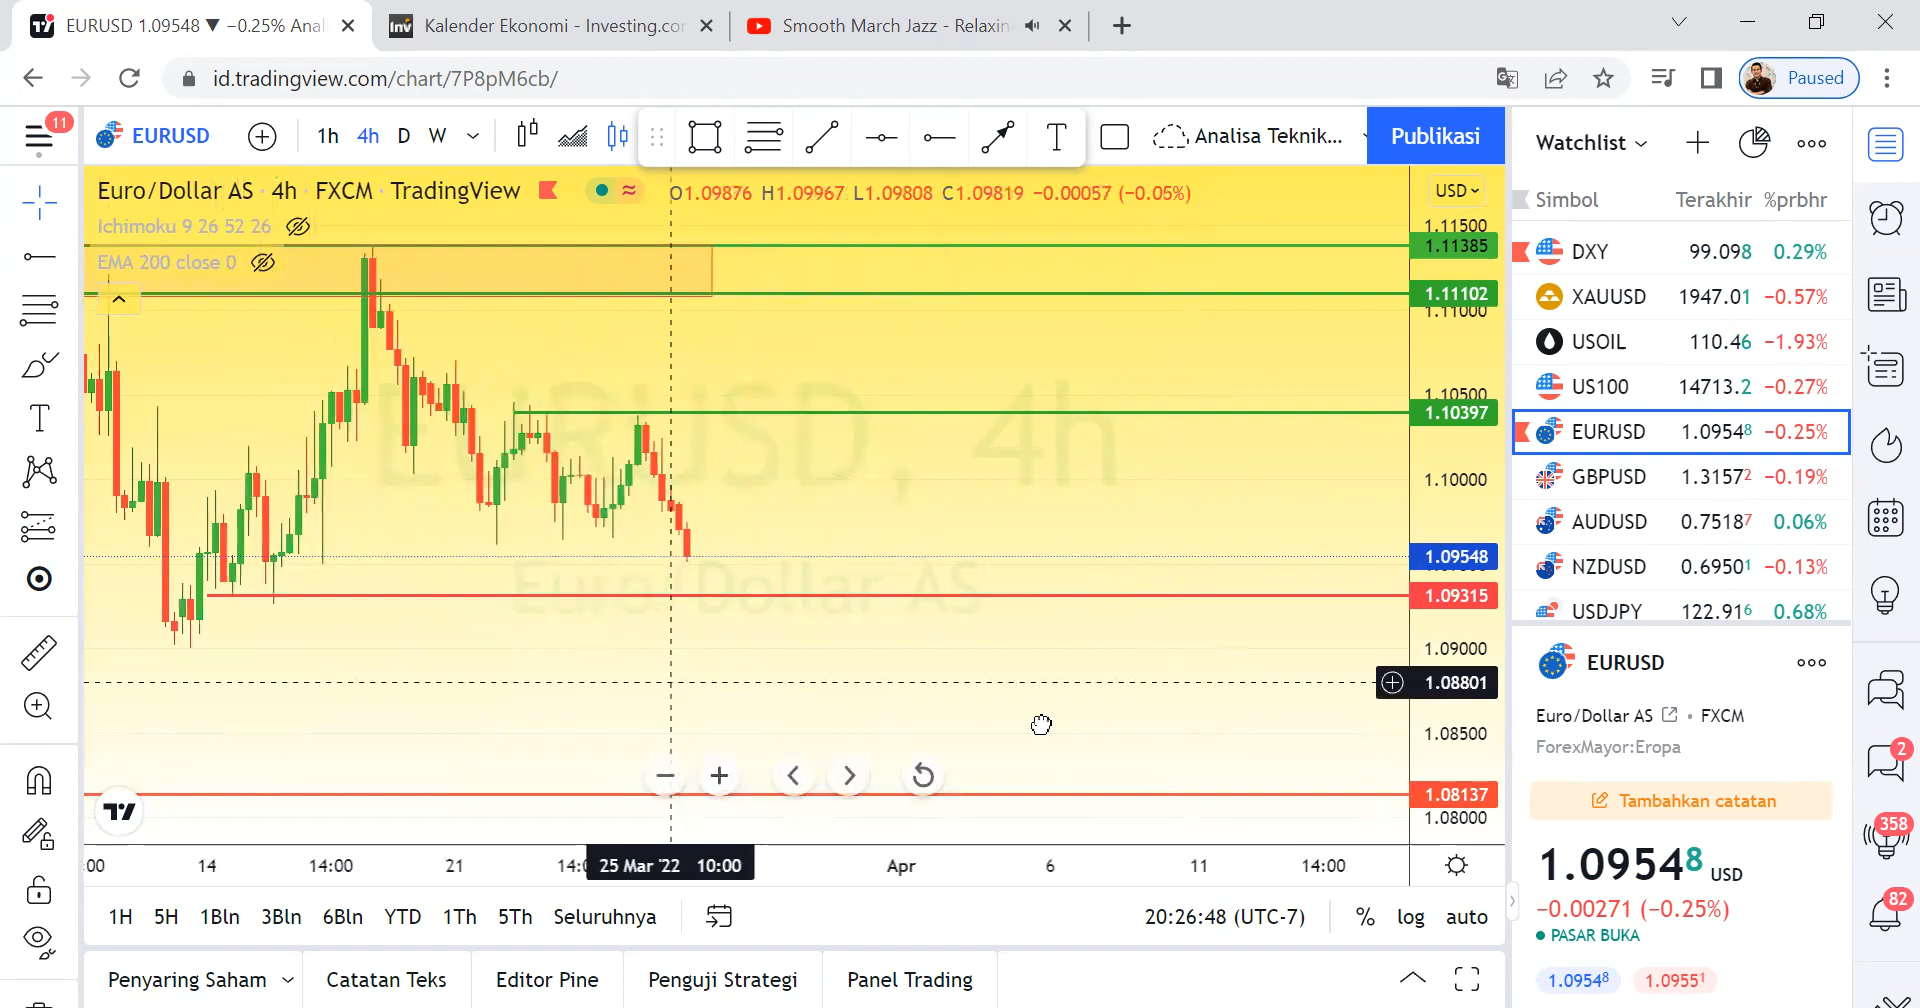 EURUSD 1.09548 ▼ −0.25% Anal
Kalender Ekonomi - Investing.cor
Smooth March Jazz - Relaxin
id.tradingview.com/chart/7P8pM6cb/
Paused
11
EURUSD
1h 4h D W
T
Analisa Teknik...
Publikasi
Euro/Dollar AS · 4h · FXCM · TradingView
O1.09876 H1.09967 L1.09808 C1.09819 −0.00057 (−0.05%)
USD
Ichimoku 9 26 52 26
EMA 200 close 0
EURUSD, 4h
Euro/Dollar AS
1.11500
1.11385
1.11102
1.11000
1.10500
1.10397
1.10000
1.09548
1.09315
1.09000
1.08801
1.08500
1.08137
1.08000
:00 14 14:00 21 14:0 25 Mar '22 10:00 Apr 6 11 14:00
1H 5H 1Bln 3Bln 6Bln YTD 1Th 5Th Seluruhnya
20:26:48 (UTC-7) % log auto
Penyaring Saham Catatan Teks Editor Pine Penguji Strategi Panel Trading
Watchlist
Simbol Terakhir %prbhr
DXY 99.098 0.29%
XAUUSD 1947.01 −0.57%
USOIL 110.46 −1.93%
US100 14713.2 −0.27%
EURUSD 1.09548 −0.25%
GBPUSD 1.31572 −0.19%
AUDUSD 0.75187 0.06%
NZDUSD 0.69501 −0.13%
USDJPY 122.916 0.68%
EURUSD
Euro/Dollar AS • FXCM
ForexMayor:Eropa
Tambahkan catatan
1.09548 USD
−0.00271 (−0.25%)
PASAR BUKA
1.09548 1.09551
2
358
82